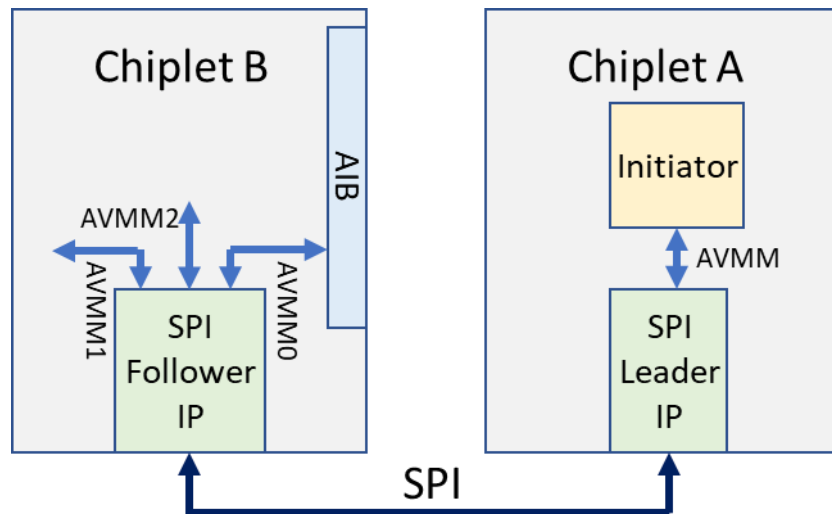 Chiplet B
AIB
AVMM2
AVMM1
AVMM0
SPI
Follower
IP
Chiplet A
Initiator
AVMM
SPI
Leader
IP
SPI